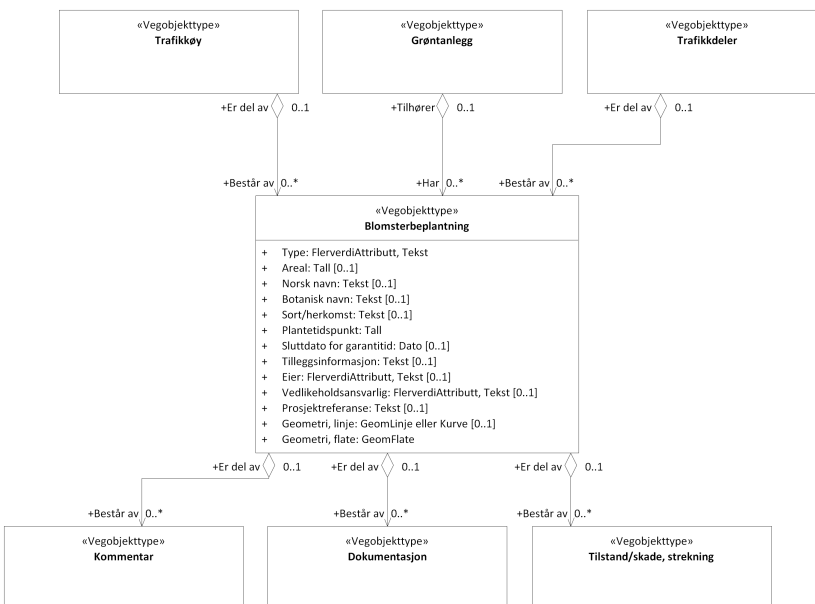 «Vegobjekttype»
Trafikkøy
«Vegobjekttype»
Grøntanlegg
«Vegobjekttype»
Trafikkdeler
+Er del av 0..1
+Tilhører 0..1
+Er del av 0..1
+Består av 0..*
+Har 0..*
+Består av 0..*
«Vegobjekttype»
Blomsterbeplantning
+ Type: FlerverdiAttributt, Tekst
+ Areal: Tall [0..1]
+ Norsk navn: Tekst [0..1]
+ Botanisk navn: Tekst [0..1]
+ Sort/herkomst: Tekst [0..1]
+ Plantetidspunkt: Tall
+ Sluttdato for garantitid: Dato [0..1]
+ Tilleggsinformasjon: Tekst [0..1]
+ Eier: FlerverdiAttributt, Tekst [0..1]
+ Vedlikeholdsansvarlig: FlerverdiAttributt, Tekst [0..1]
+ Prosjektreferanse: Tekst [0..1]
+ Geometri, linje: GeomLinje eller Kurve [0..1]
+ Geometri, flate: GeomFlate
+Er del av 0..1
+Er del av 0..1
+Er del av 0..1
+Består av 0..*
+Består av 0..*
+Består av 0..*
«Vegobjekttype»
Kommentar
«Vegobjekttype»
Dokumentasjon
«Vegobjekttype»
Tilstand/skade, strekning